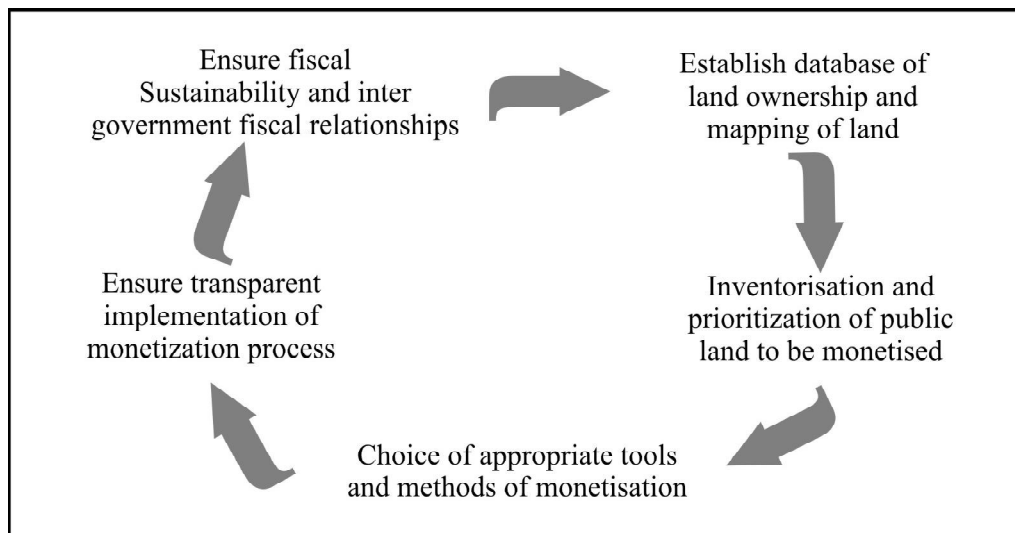 Ensure fiscal
Sustainability and inter
government fiscal relationships
Establish database of
land ownership and
mapping of land
Inventorisation and
prioritization of public
land to be monetised
Choice of appropriate tools
and methods of monetisation
Ensure transparent
implementation of
monetization process